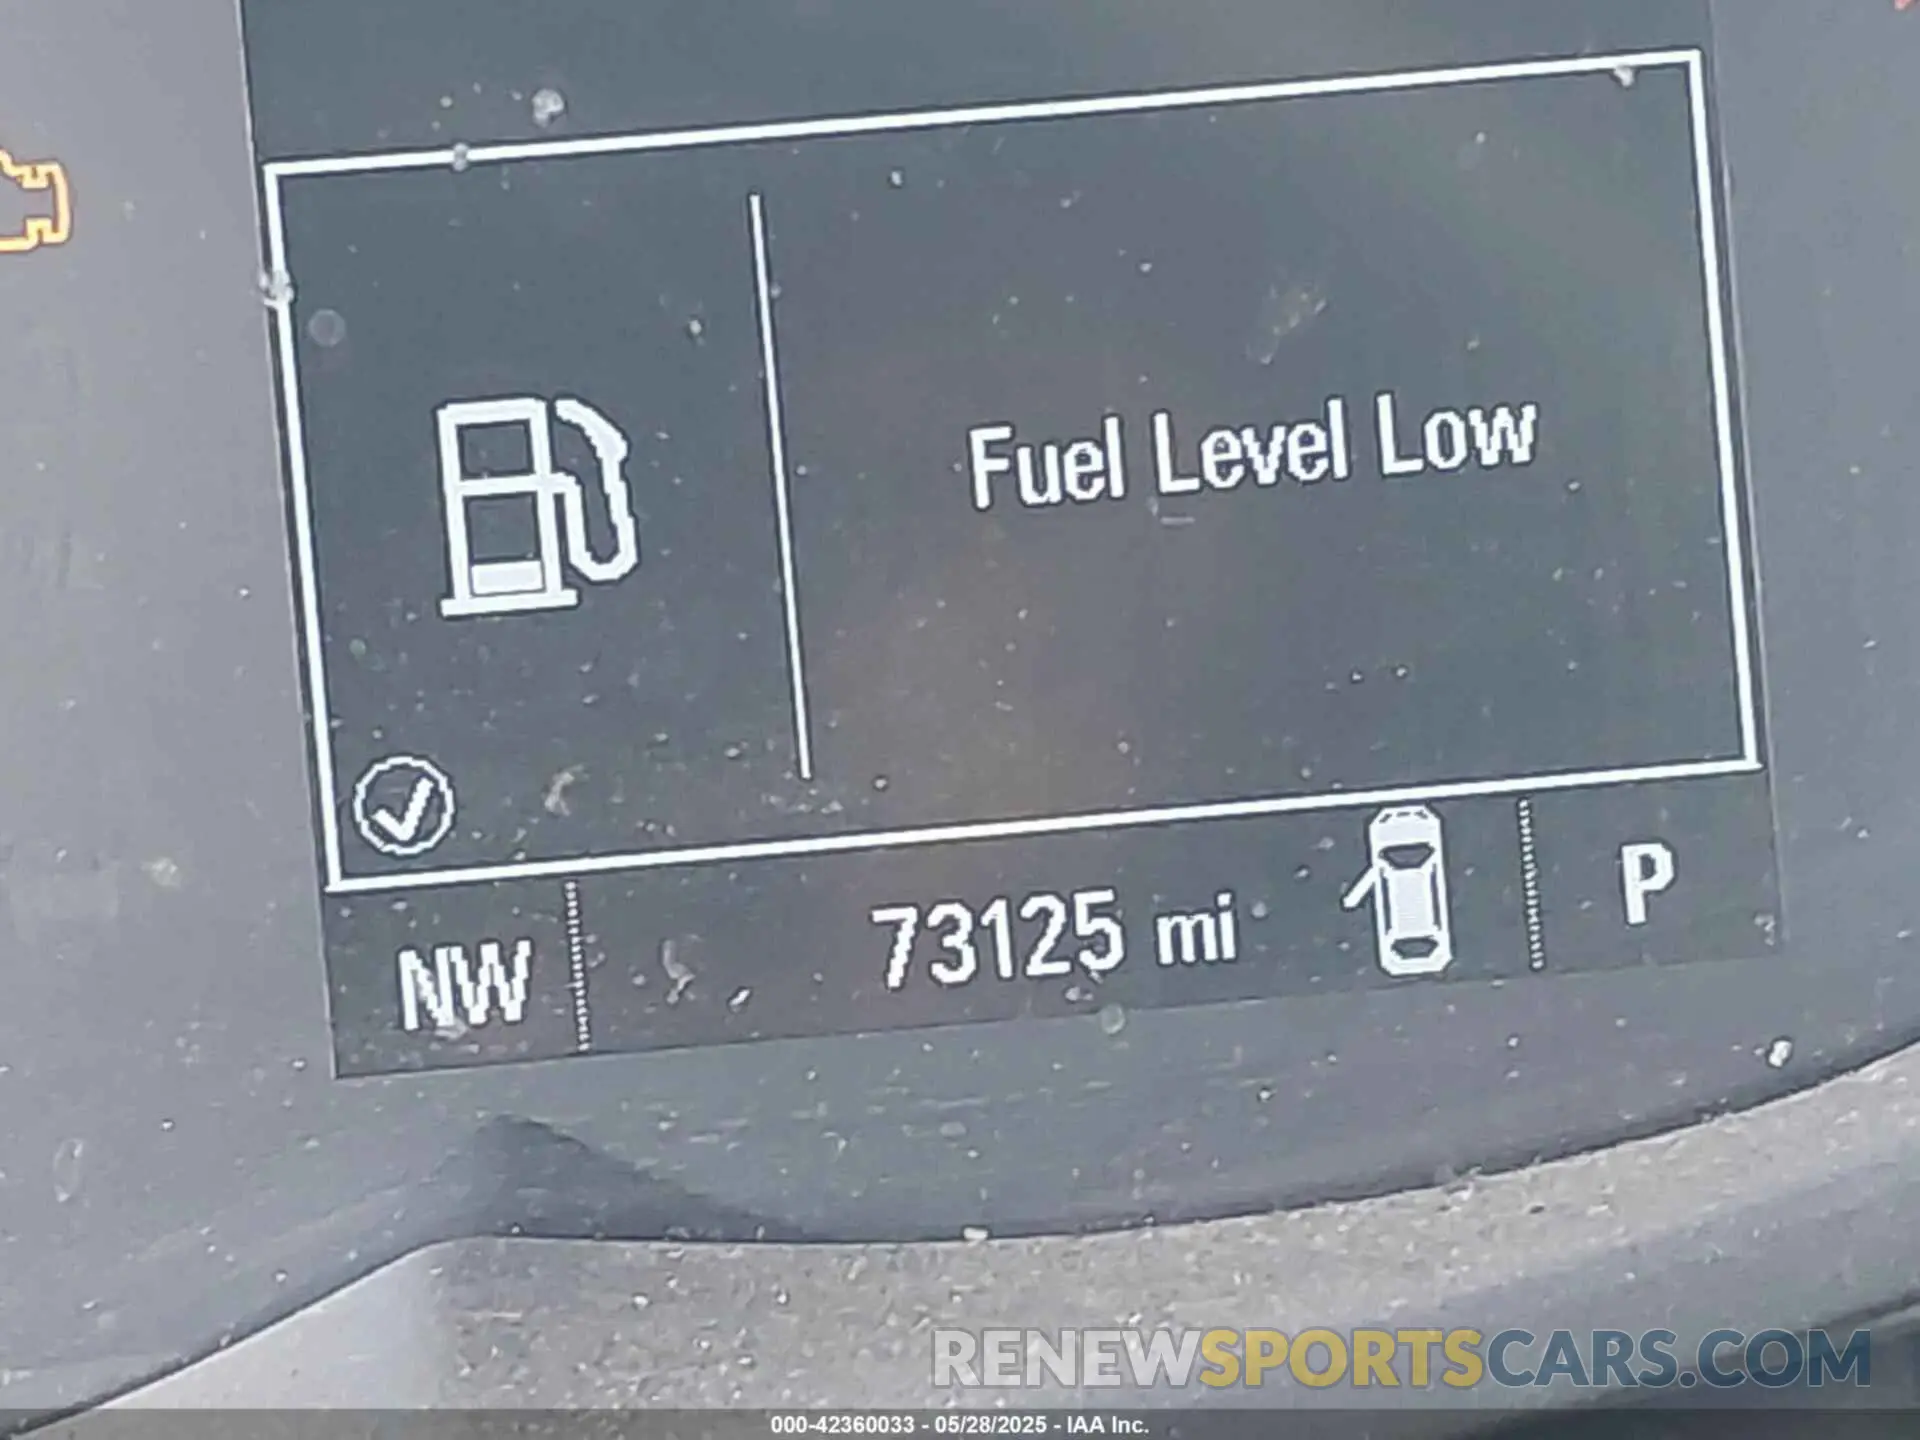 Fuel Level Low
NW 73125 mi P
RENEWSPORTSCARS.COM
000-42360033 - 05/28/2025 - IAA Inc.